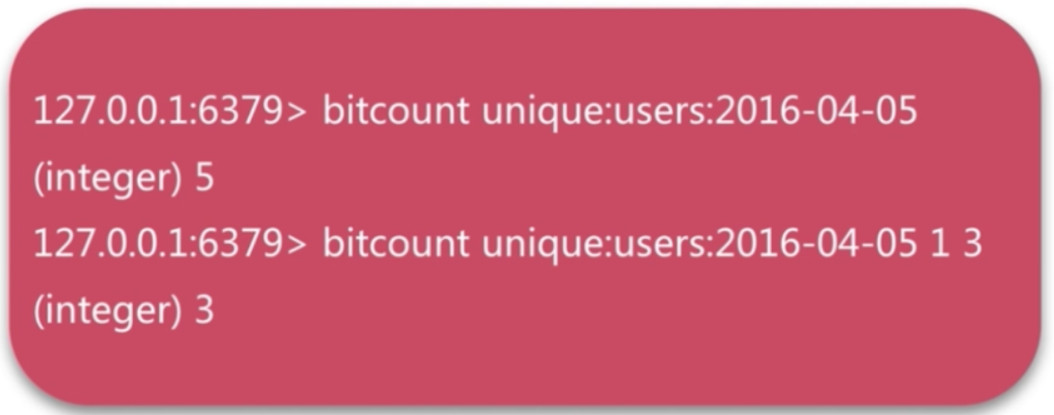 127.0.0.1:6379> bitcount unique:users:2016-04-05
(integer) 5
127.0.0.1:6379> bitcount unique:users:2016-04-05 1 3
(integer) 3